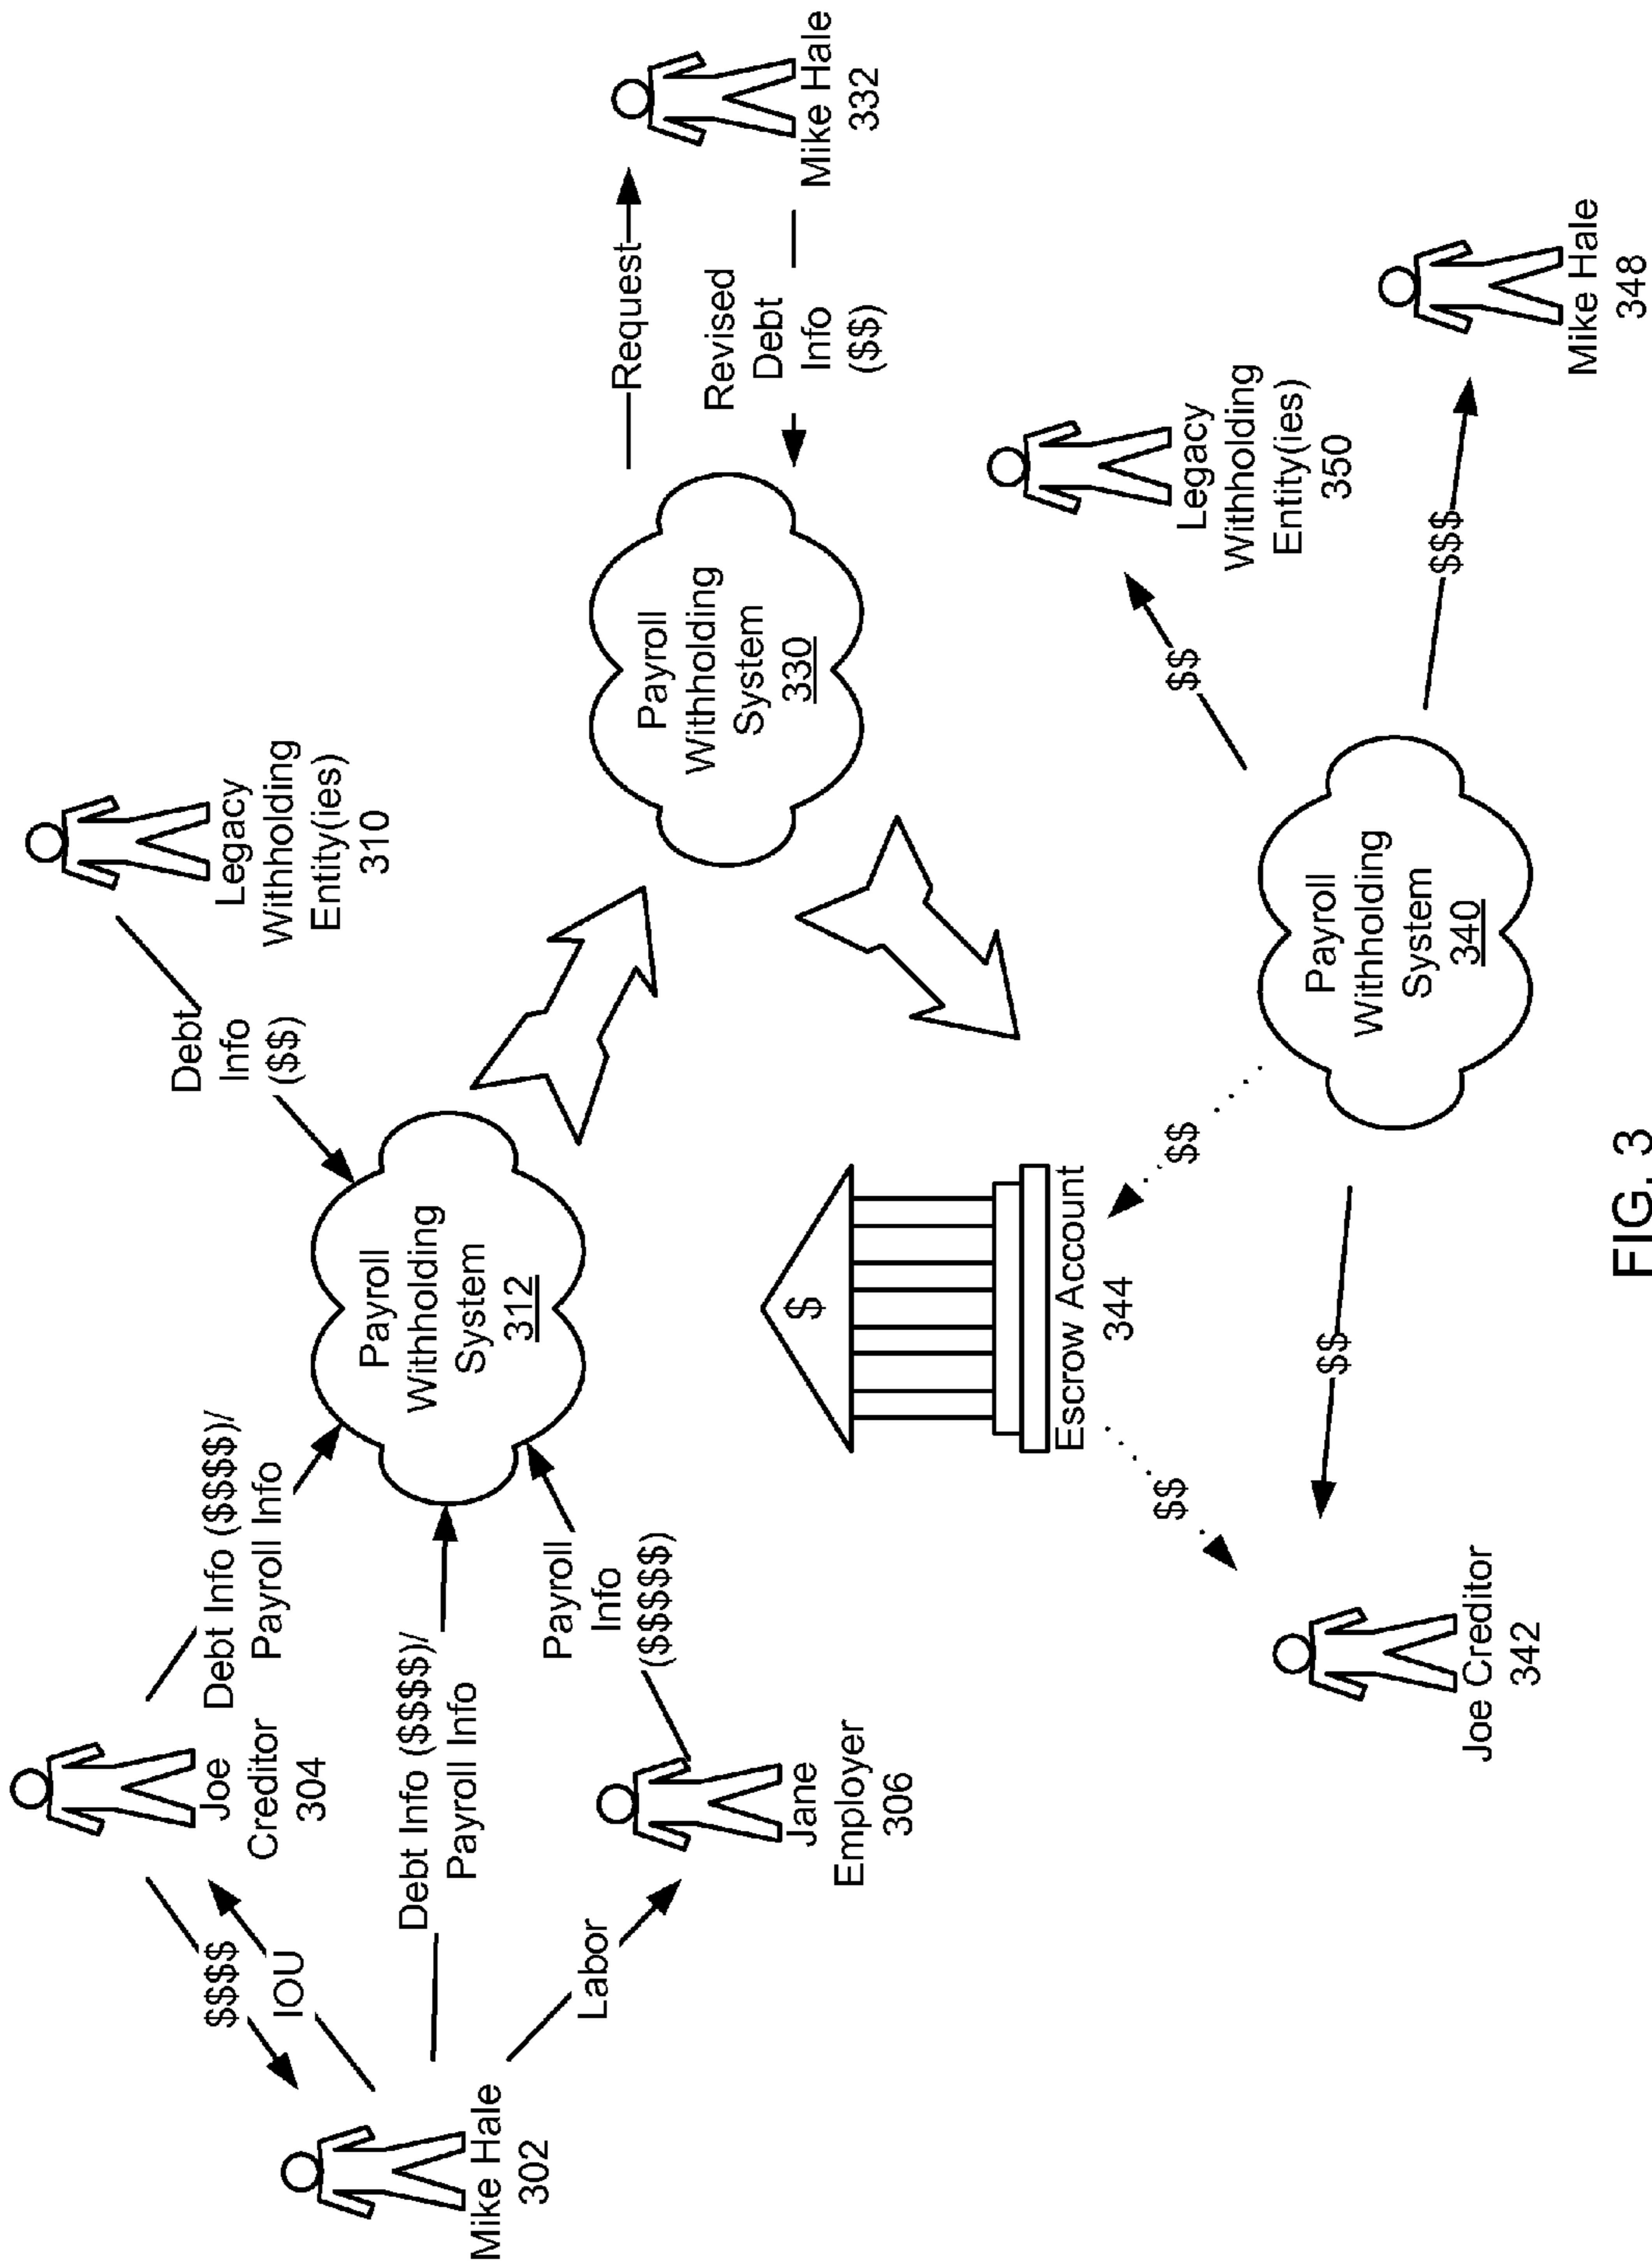 $$$$
IOU
Joe
Creditor
304
Debt Info ($$$$)/
Payroll Info
Mike Hale
302
Debt Info ($$$$)/
Payroll Info
Labor
Jane
Employer
306
Payroll
Info
($$$$$)
Payroll
Withholding
System
312
Debt
Info
($$)
Legacy
Withholding
Entity(ies)
310
Payroll
Withholding
System
330
Request
Revised
Debt
Info
($$)
Mike Hale
332
$
Escrow Account
344
$$
$$
Joe Creditor
342
$$
Payroll
Withholding
System
340
$$
Legacy
Withholding
Entity(ies)
350
$$$
Mike Hale
348
FIG. 3